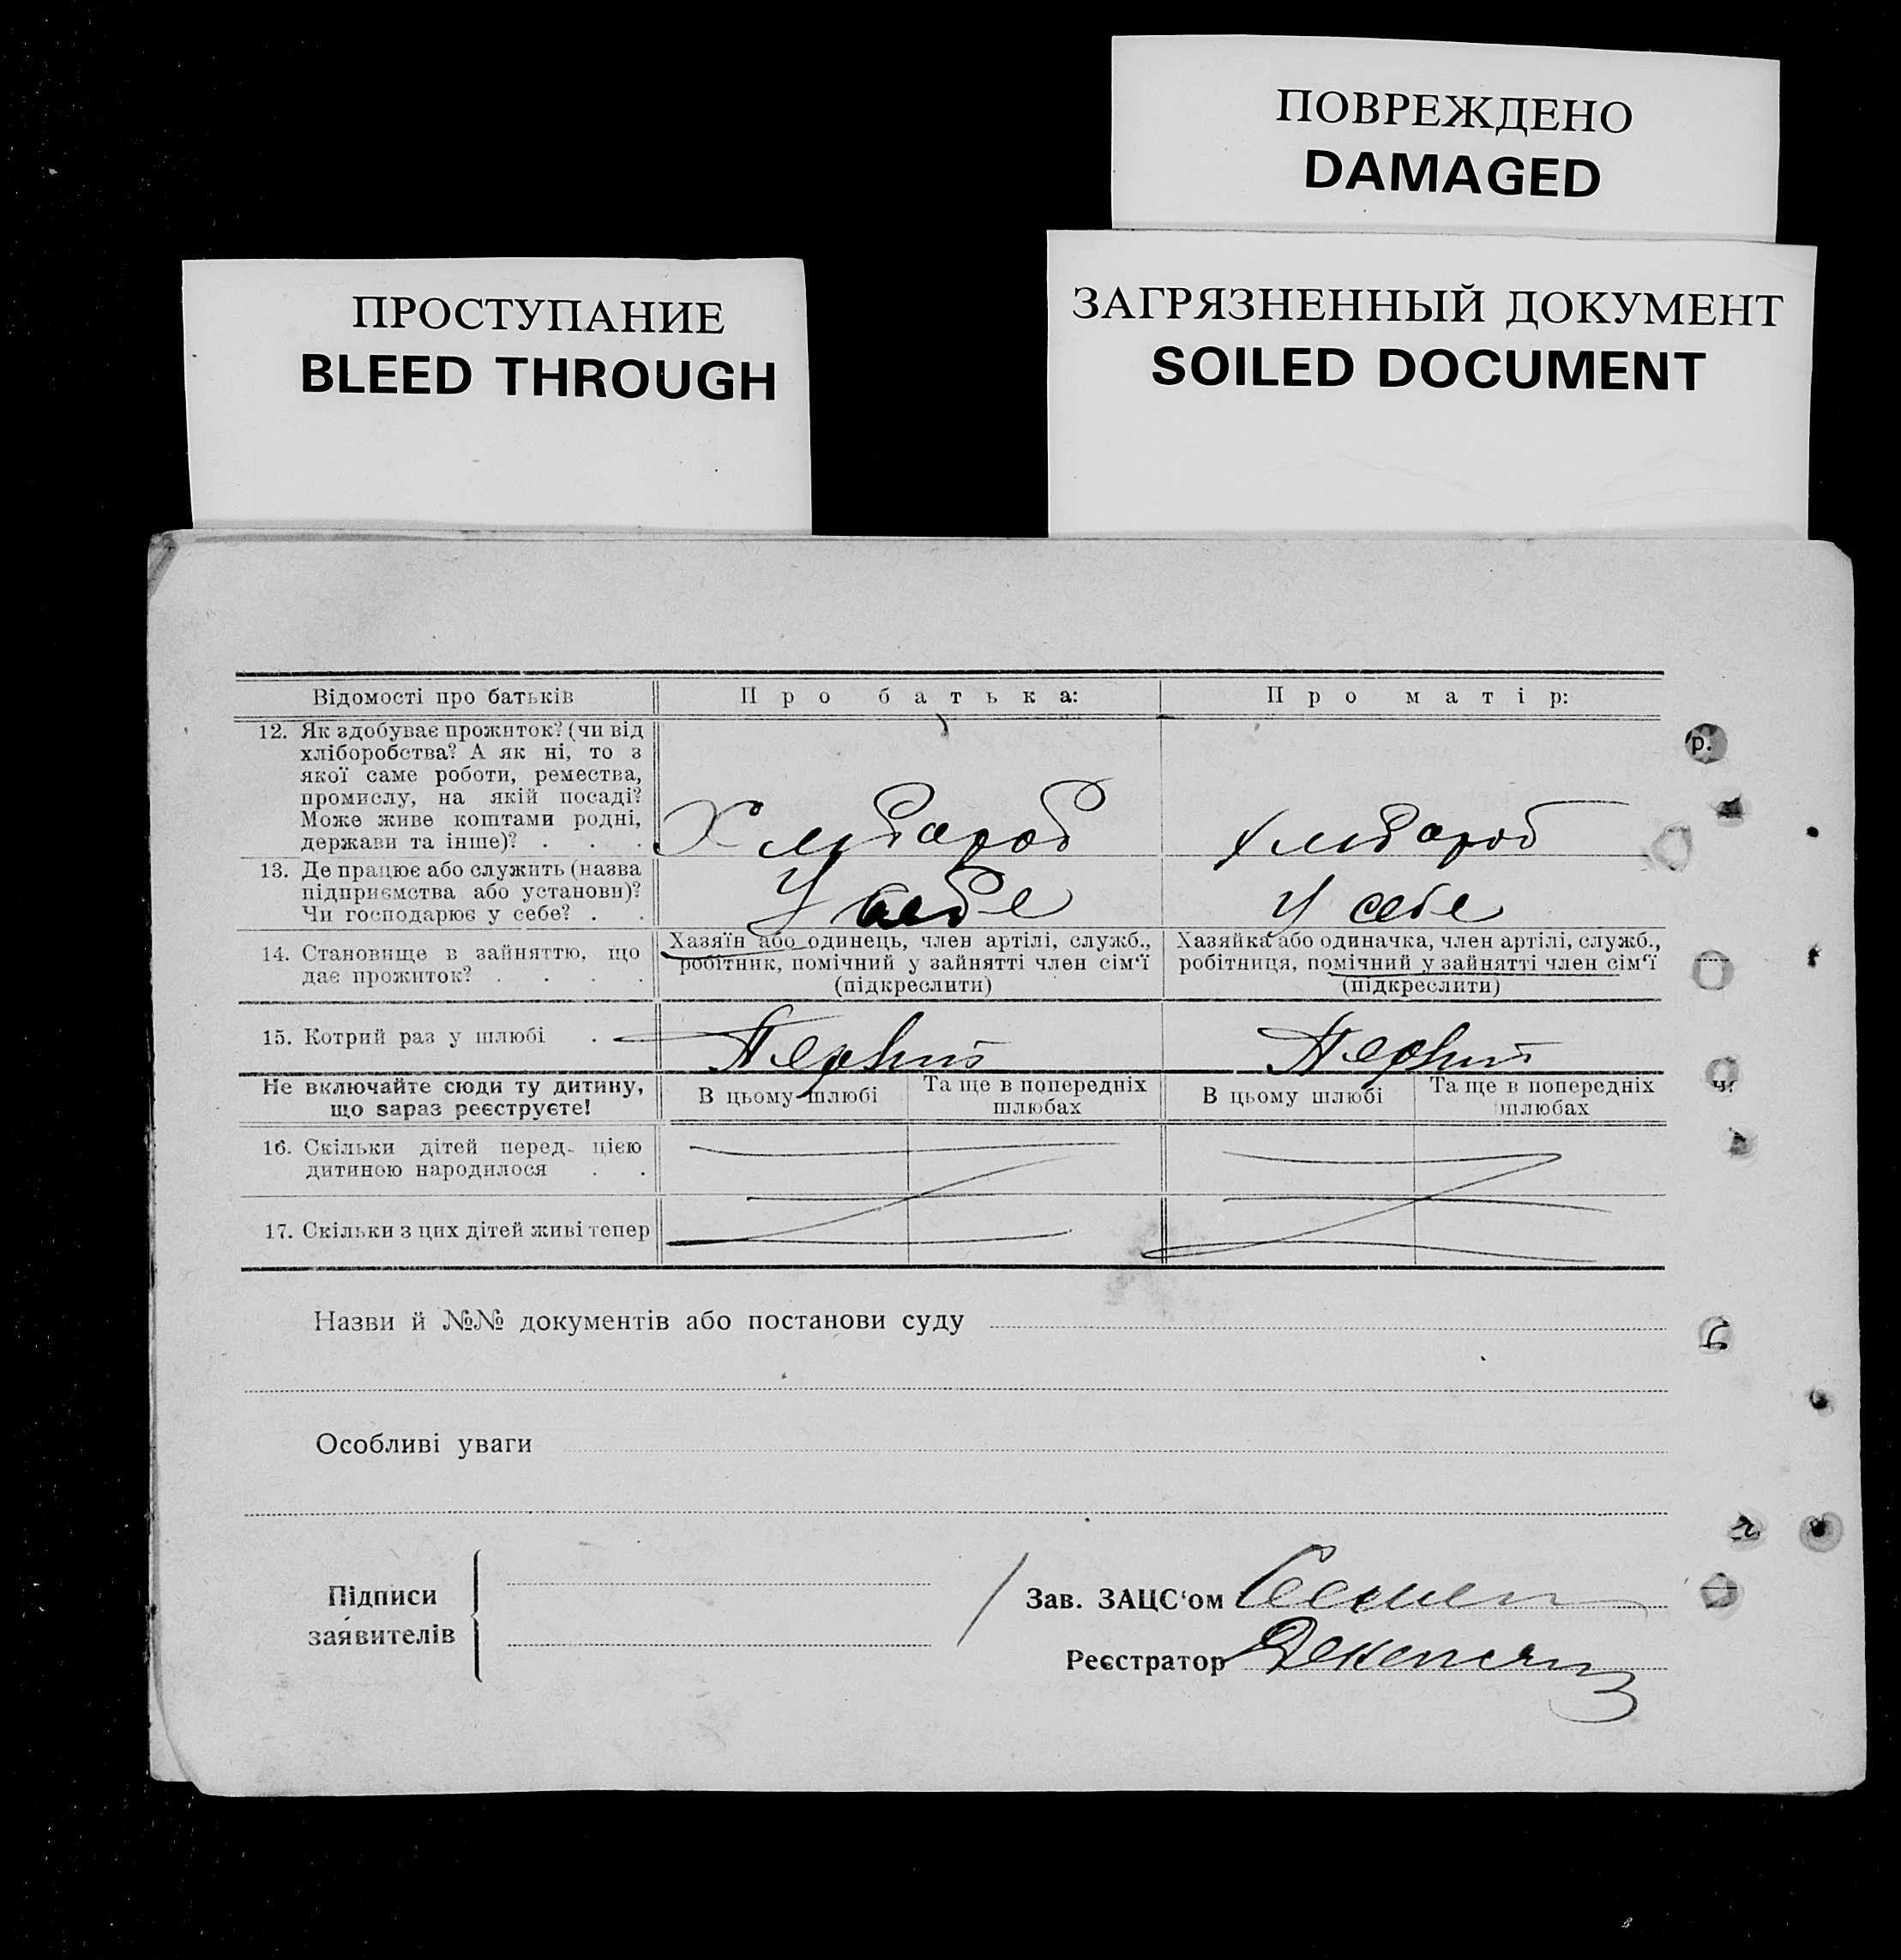 ПОВРЕЖДЕНО
DAMAGED
ПРОСТУПАНИЕ
BLEED THROUGH
ЗАГРЯЗНЕННЫЙ ДОКУМЕНТ
SOILED DOCUMENT
Відомості про батьків
Про батька:
Про матір:
12. Як здобуває прожиток? (чи від
хліборобства? А як ні, то з
якої саме роботи, ремества,
промислу, на якій посаді?
Може живе коштами родні,
держави та інше)? . . .
Хлібороб
хлібороб
13. Де працює або служить (назва
підприємства або установи)?
Чи господарює у себе? . .
У себе
У себе
14. Становище в зайняттю, що
дає прожиток? . . . .
Хазяїн або одинець, член артілі, служб.,
робітник, помічний у зайнятті член сім‘ї
(підкреслити)
Хазяйка або одиначка, член артілі, служб.,
робітниця, помічний у зайнятті член сім‘ї
(підкреслити)
15. Котрий раз у шлюбі .
Первий
Первий
Не включайте сюди ту дитину,
що зараз реєструєте!
В цьому шлюбі
Та ще в попередніх
шлюбах
В цьому шлюбі
Та ще в попередніх
шлюбах
16. Скільки дітей перед цією
дитиною народилося . .
17. Скільки з цих дітей живі тепер
Назви й №№ документів або постанови суду
Особливі уваги
Підписи
заявителів
Зав. ЗАЦС‘ом
Реєстратор
р.